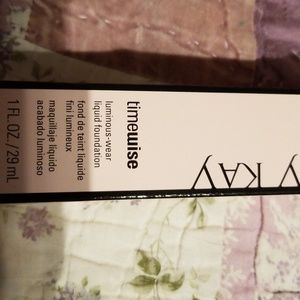 Y KAY
timewise
luminous-wear
liquid foundation
fond de teint liquide
fini lumineux
maquillaje líquido
acabado luminoso
1 FL. OZ./29 mL